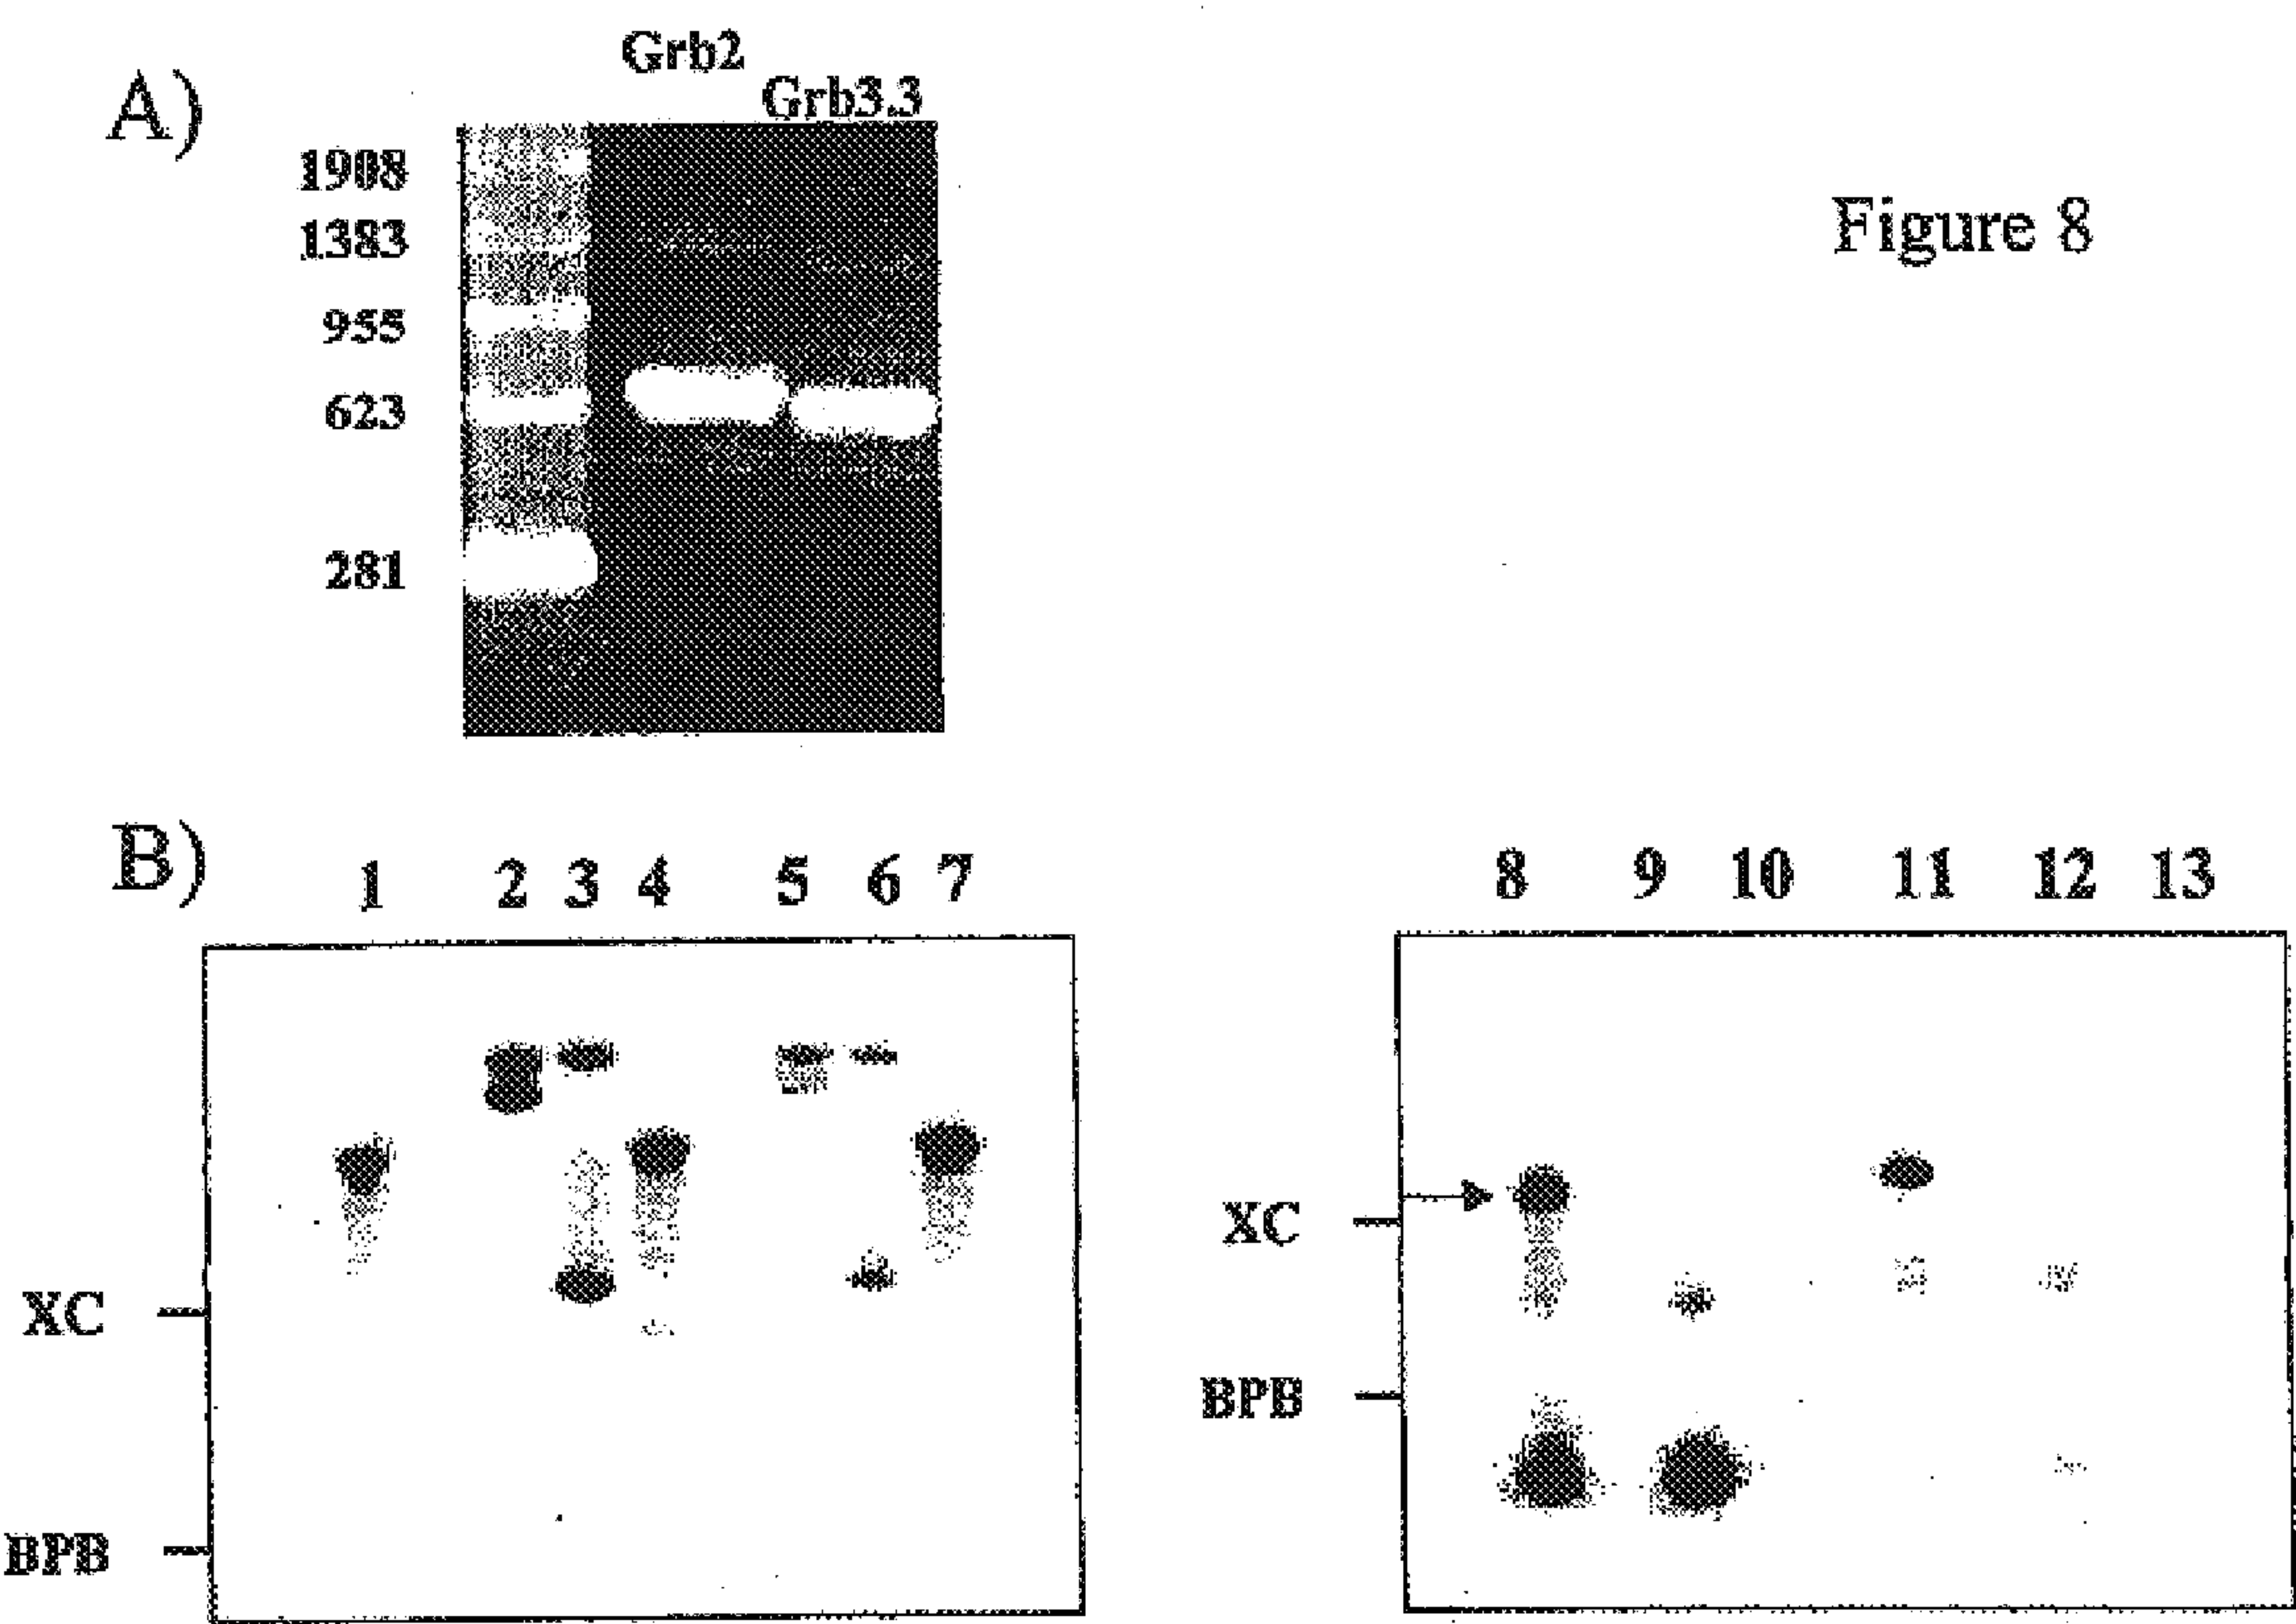 A)
Grb2
Grb3.3
1908
1383
955
623
281
Figure 8
B)
1 2 3 4 5 6 7
XC
BPB
8 9 10 11 12 13
XC
BPB